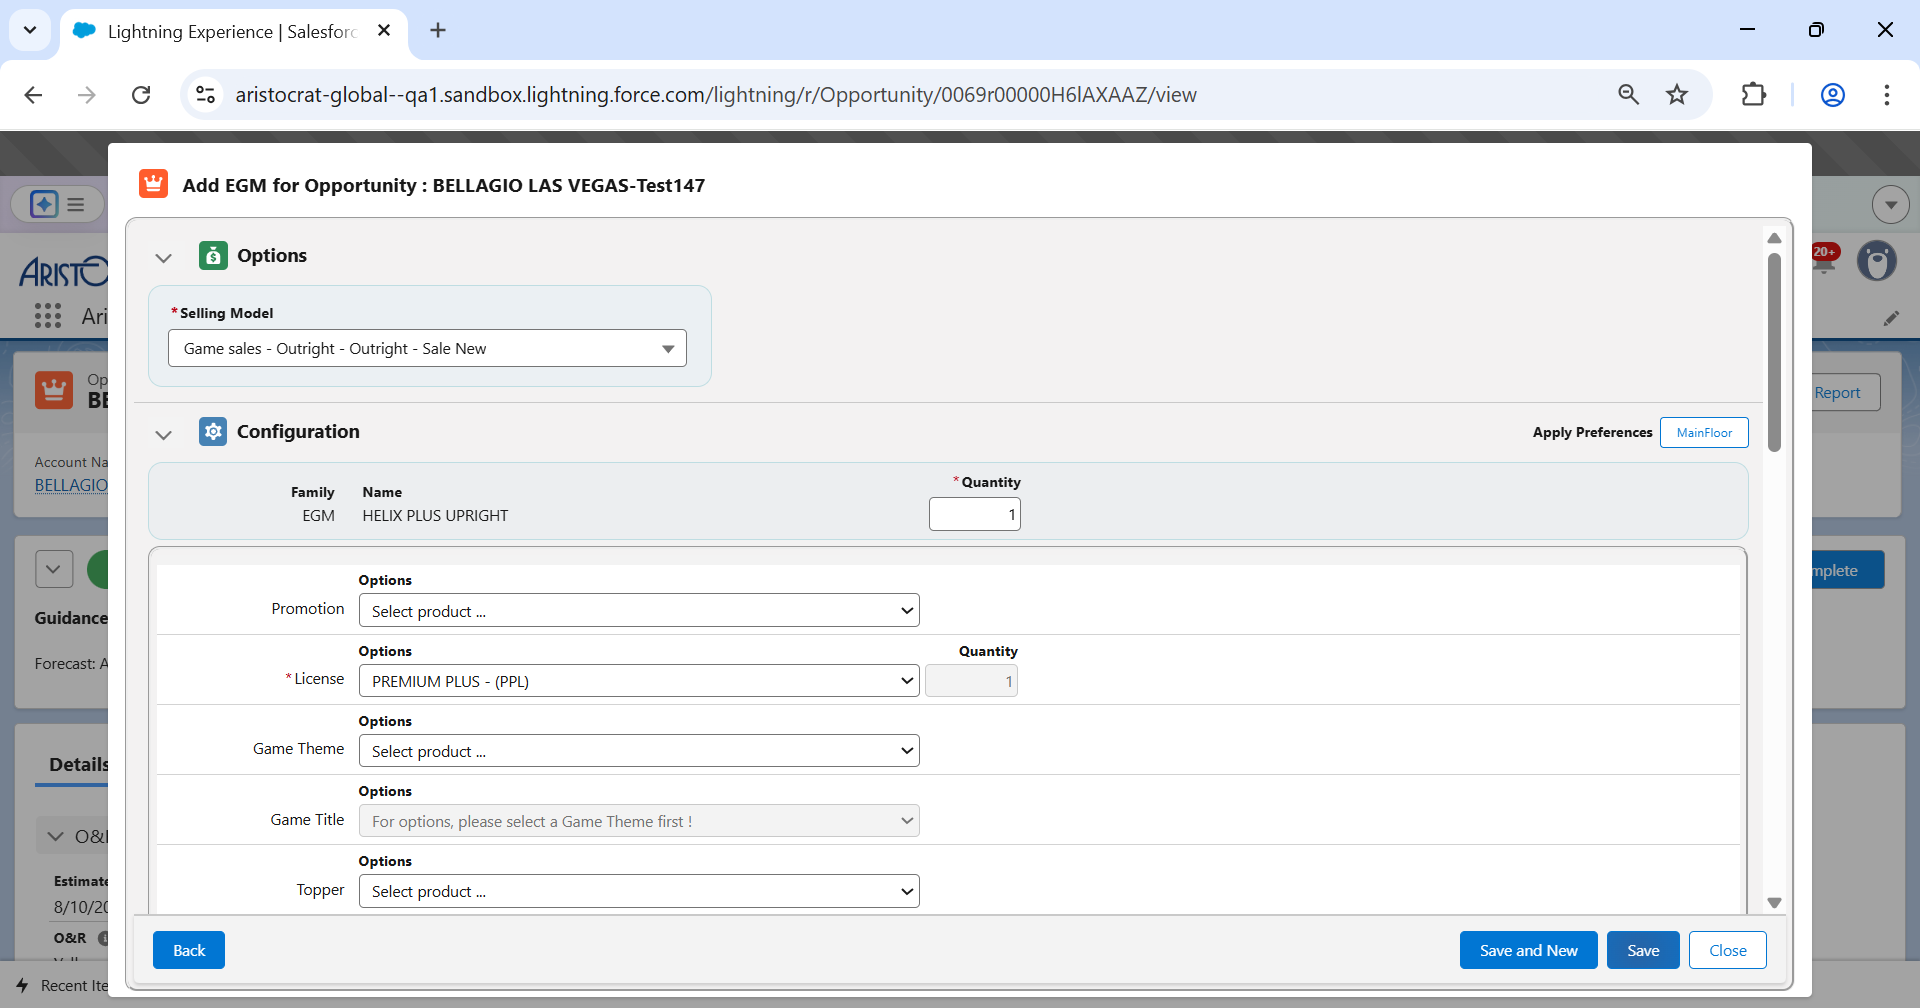 Lightning Experience | Salesforc
aristocrat-global--qa1.sandbox.lightning.force.com/lightning/r/Opportunity/0069r00000H6lAXAAZ/view
Add EGM for Opportunity : BELLAGIO LAS VEGAS-Test147
Options
* Selling Model
Game sales - Outright - Outright - Sale New
Configuration
Apply Preferences
MainFloor
Family
Name
* Quantity
EGM
HELIX PLUS UPRIGHT
1
Options
Promotion
Select product ...
Options
Quantity
* License
PREMIUM PLUS - (PPL)
1
Options
Game Theme
Select product ...
Options
Game Title
For options, please select a Game Theme first !
Options
Topper
Select product ...
Back
Save and New
Save
Close
ARISTO
Ari
20+
Op
BE
Report
Account Na
BELLAGIO
mplete
Guidance
Forecast: A
Details
O&
Estimate
8/10/20
O&R
Recent Ite